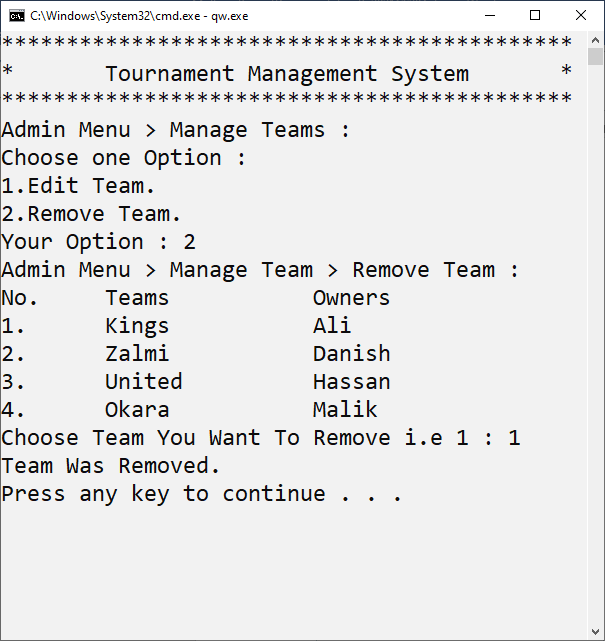 C:\Windows\System32\cmd.exe - qw.exe
********************************************
*       Tournament Management System       *
********************************************
Admin Menu > Manage Teams :
Choose one Option :
1.Edit Team.
2.Remove Team.
Your Option : 2
Admin Menu > Manage Team > Remove Team :
No.     Teams           Owners
1.      Kings           Ali
2.      Zalmi           Danish
3.      United          Hassan
4.      Okara           Malik
Choose Team You Want To Remove i.e 1 : 1
Team Was Removed.
Press any key to continue . . .